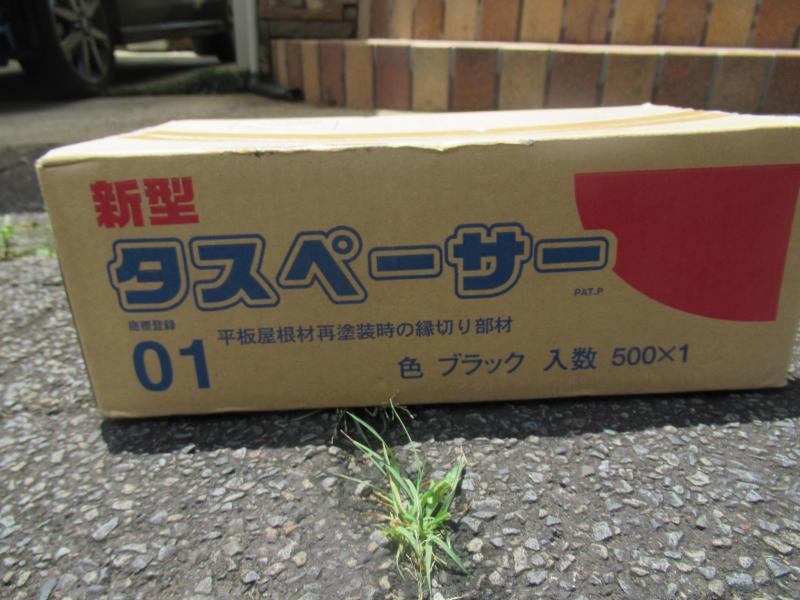 新型
タスペーサー
PAT.P.
商標登録
01 平板屋根材再塗装時の縁切り部材
色 ブラック 入数 500×1